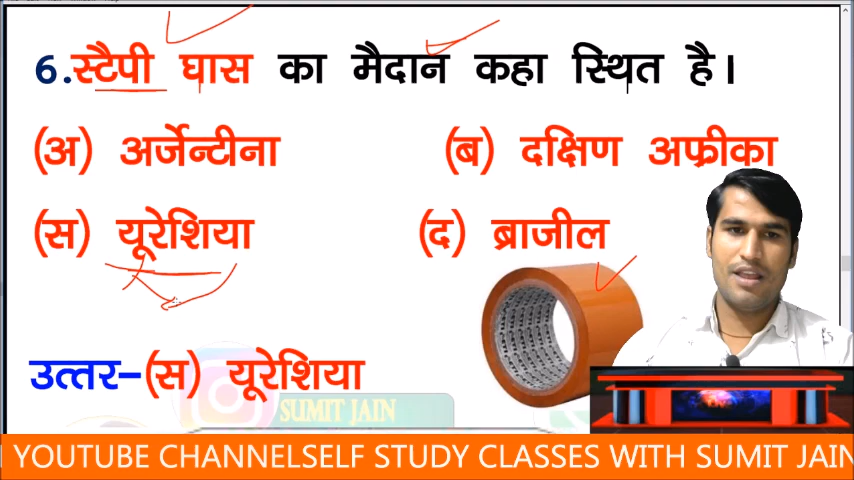 6.स्टैपी घास का मैदान कहा स्थित है।
(अ) अर्जेन्टीना (ब) दक्षिण अफ्रीका
(स) यूरेशिया (द) ब्राजील
उत्तर-(स) यूरेशिया
SUMIT JAIN
YOUTUBE CHANNELSELF STUDY CLASSES WITH SUMIT JAIN